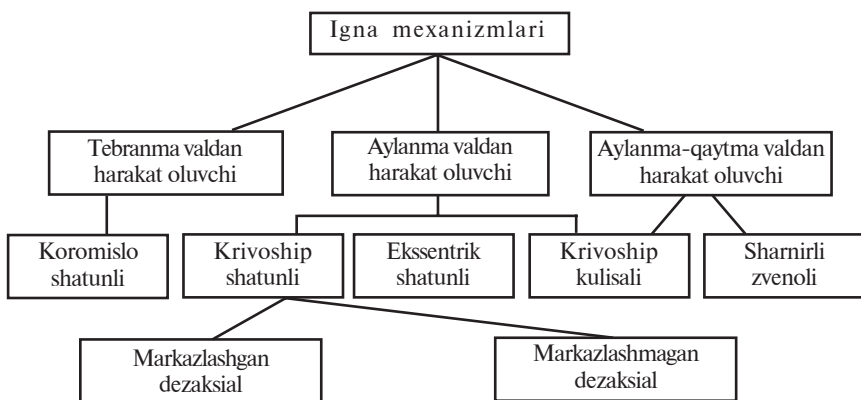 Igna mexanizmlari
Tebranma valdan
harakat oluvchi
Aylanma valdan
harakat oluvchi
Aylanma-qaytma valdan
harakat oluvchi
Koromislo
shatunli
Krivoship
shatunli
Ekssentrik
shatunli
Krivoship
kulisali
Sharnirli
zvenoli
Markazlashgan
dezaksial
Markazlashmagan
dezaksial